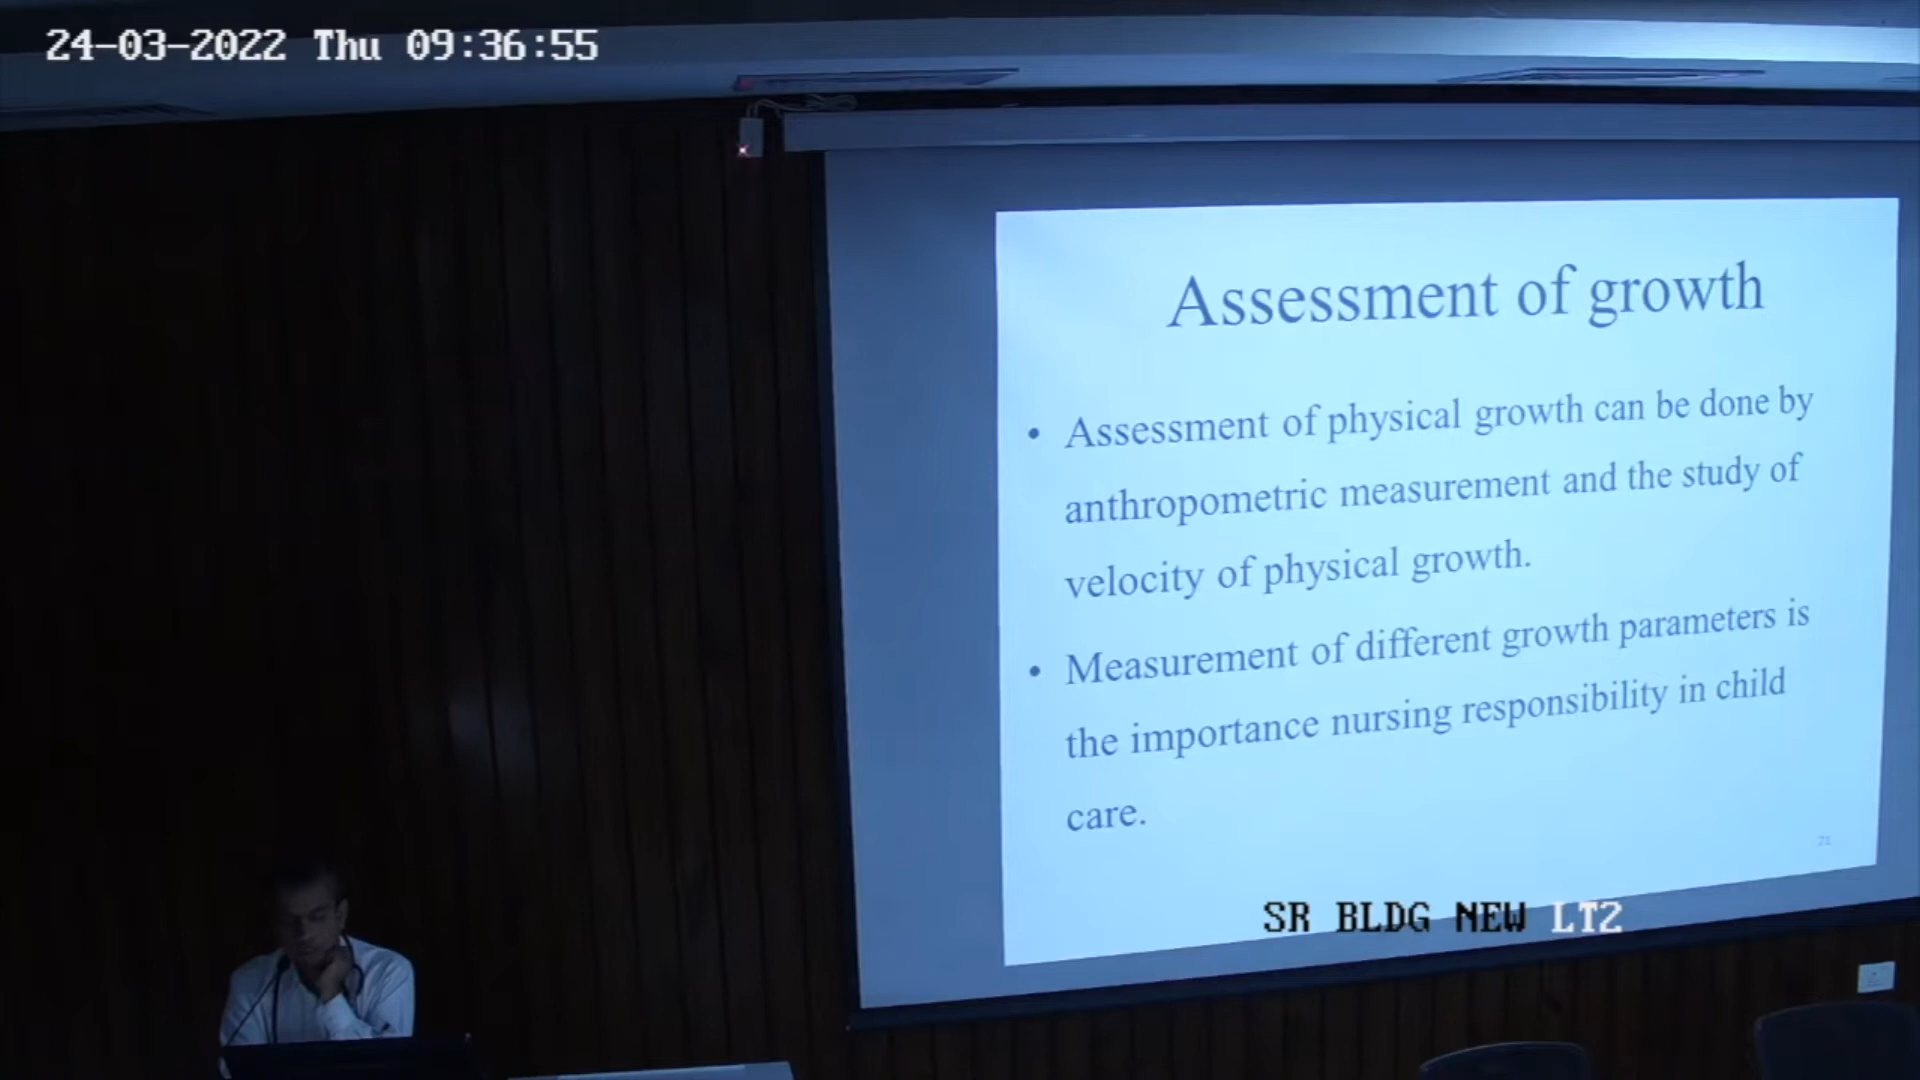 24-03-2022 Thu 09:36:55
Assessment of growth
• Assessment of physical growth can be done by
anthropometric measurement and the study of
velocity of physical growth.
• Measurement of different growth parameters is
the importance nursing responsibility in child
care.
21
SR BLDG NEW LT2